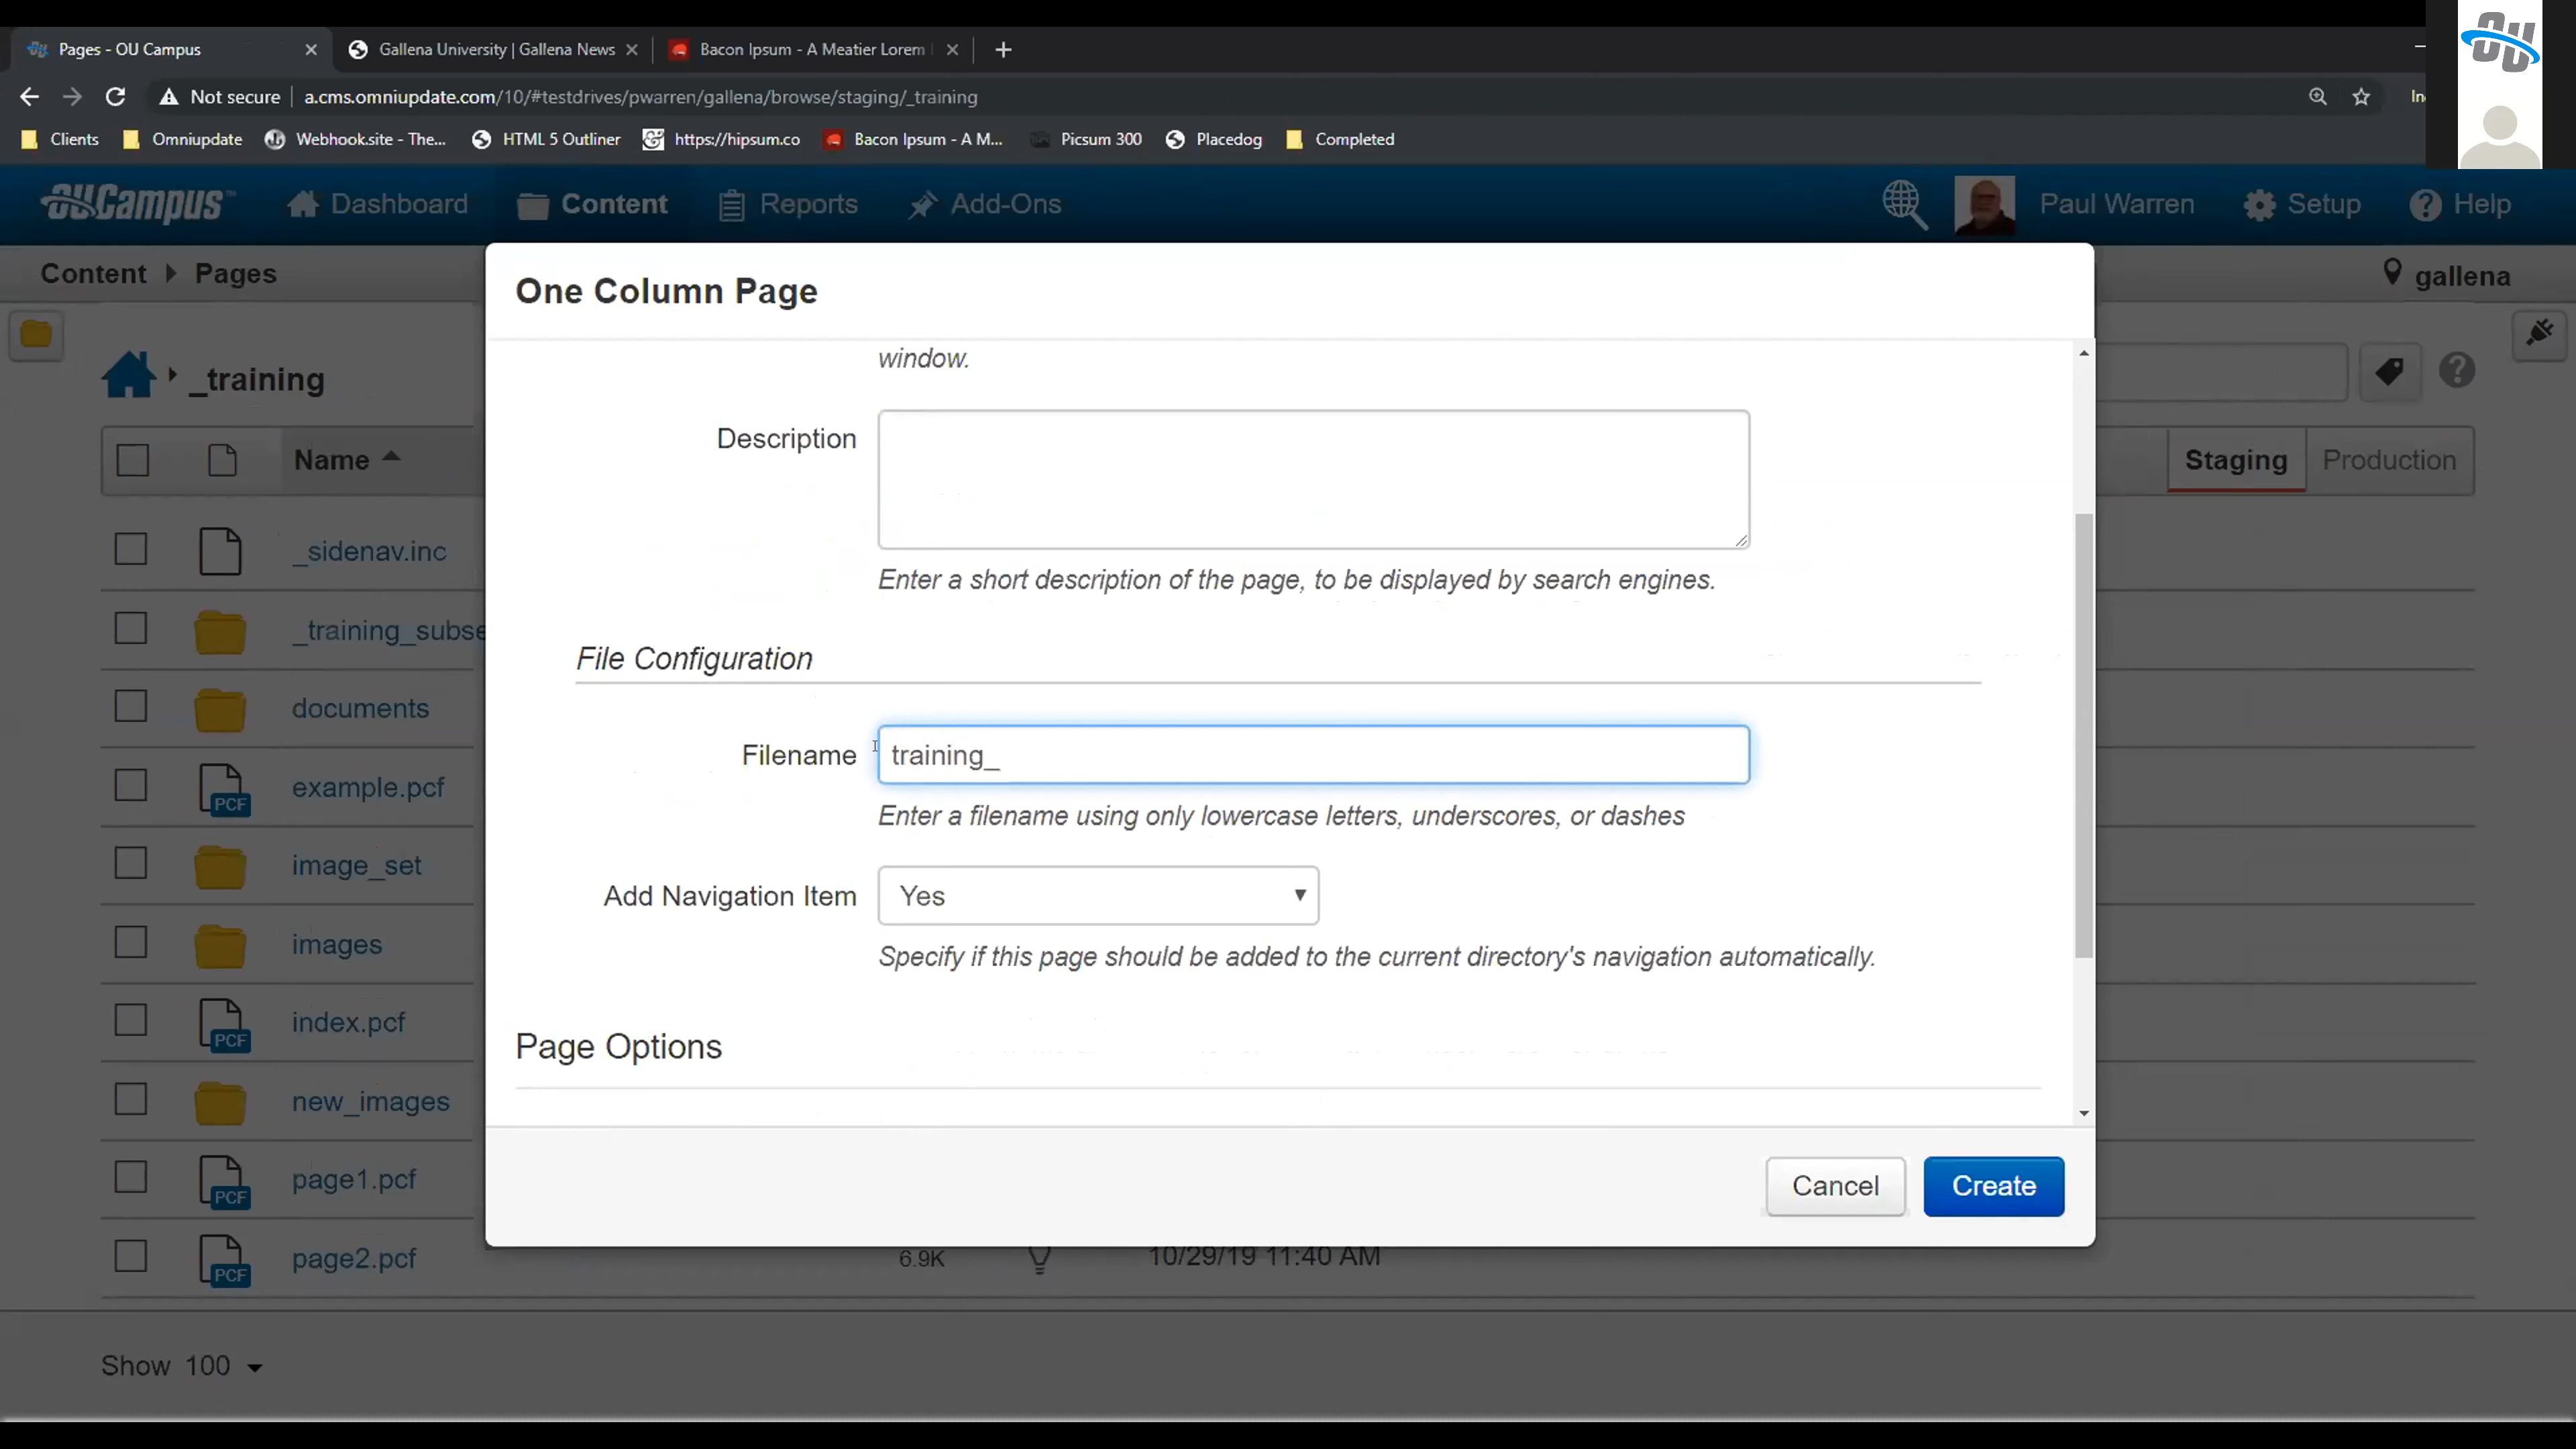 Pages - OU Campus
Gallena University | Gallena News
Bacon Ipsum - A Meatier Lorem
Not secure
a.cms.omniupdate.com/10/#testdrives/pwarren/gallena/browse/staging/_training
Clients
Omniupdate
Webhook.site - The...
HTML 5 Outliner
https://hipsum.co
Bacon Ipsum - A M...
Picsum 300
Placedog
Completed
OU
OUCampus™
Dashboard
Content
Reports
Add-Ons
Paul Warren
Setup
Help
Content
Pages
gallena
_training
Name
Staging
Production
_sidenav.inc
_training_subse
documents
PCF
example.pcf
image_set
images
PCF
index.pcf
new_images
PCF
page1.pcf
PCF
page2.pcf
6.9K
10/29/19 11:40 AM
Show 100
One Column Page
window.
Description
Enter a short description of the page, to be displayed by search engines.
File Configuration
Filename
training_
Enter a filename using only lowercase letters, underscores, or dashes
Add Navigation Item
Yes
Specify if this page should be added to the current directory's navigation automatically.
Page Options
Cancel
Create